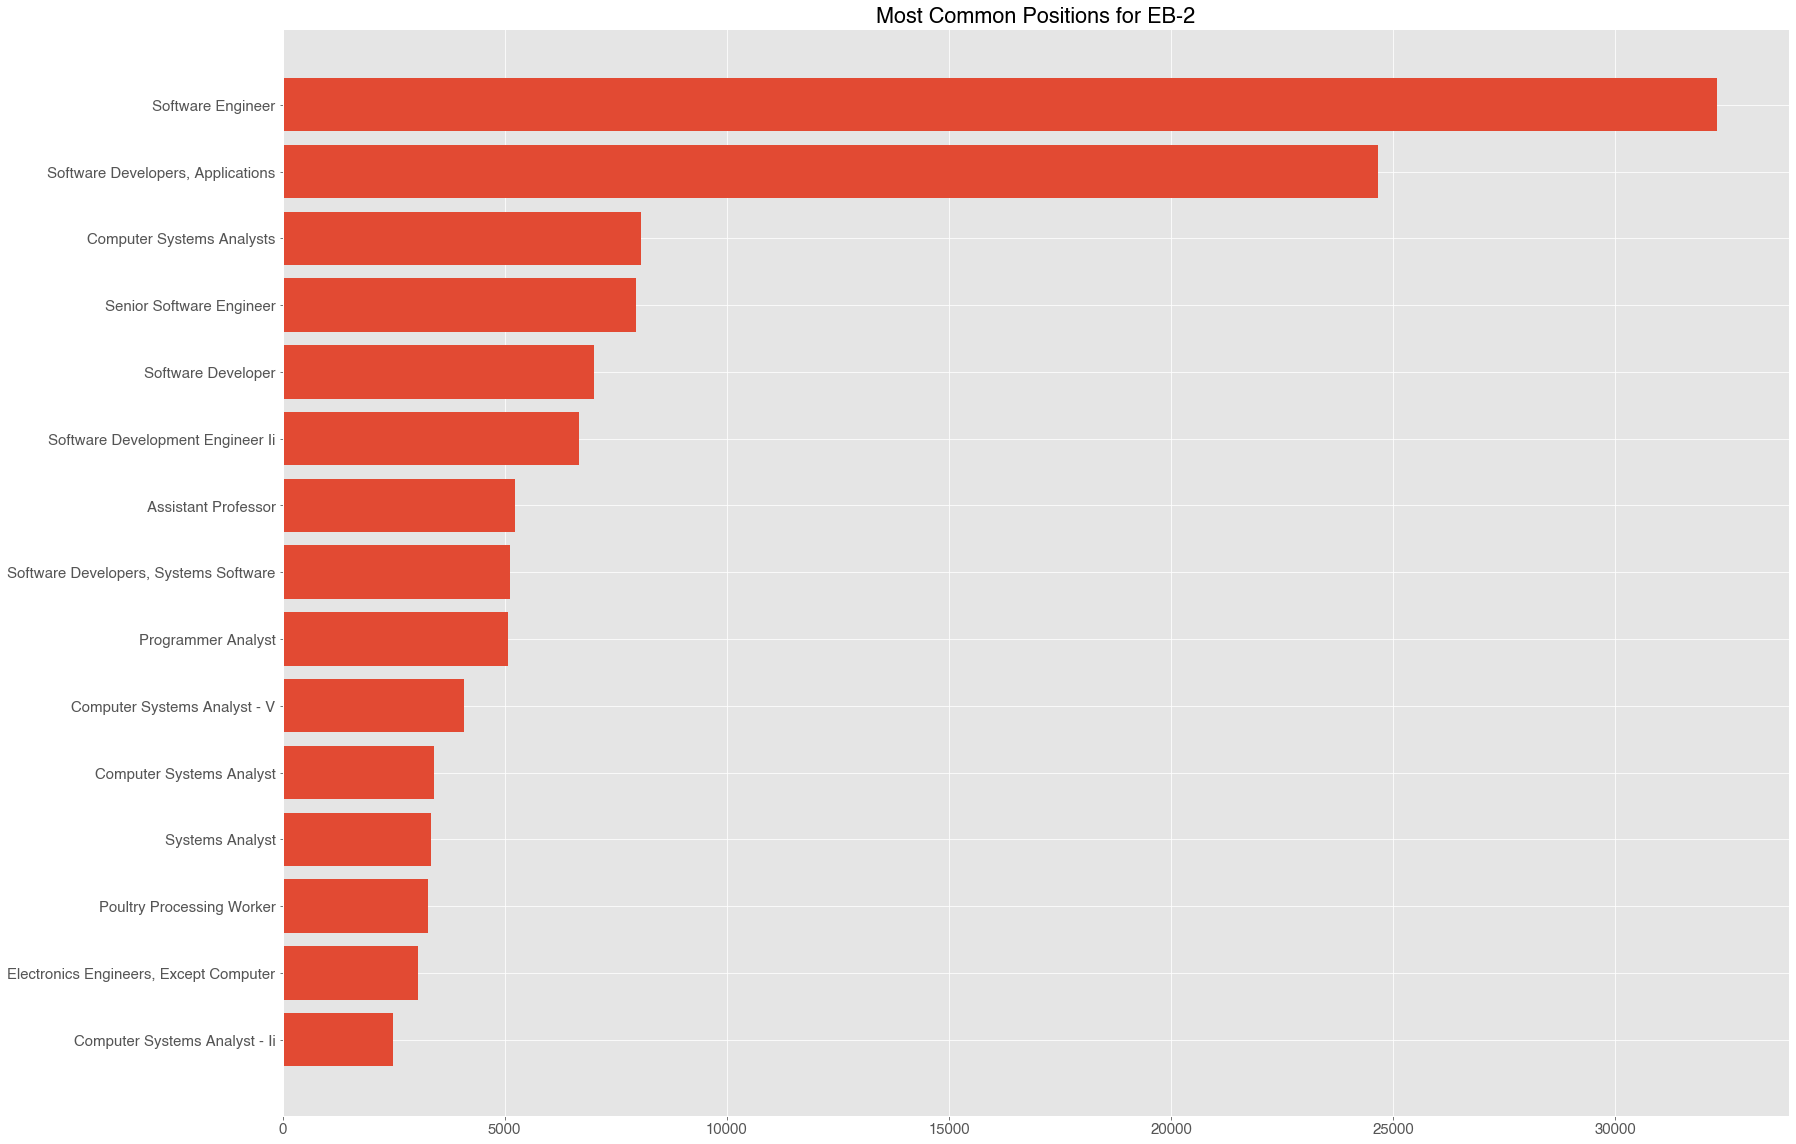 Most Common Positions for EB-2
Software Engineer
Software Developers, Applications
Computer Systems Analysts
Senior Software Engineer
Software Developer
Software Development Engineer Ii
Assistant Professor
Software Developers, Systems Software
Programmer Analyst
Computer Systems Analyst - V
Computer Systems Analyst
Systems Analyst
Poultry Processing Worker
Electronics Engineers, Except Computer
Computer Systems Analyst - Ii
0 5000 10000 15000 20000 25000 30000